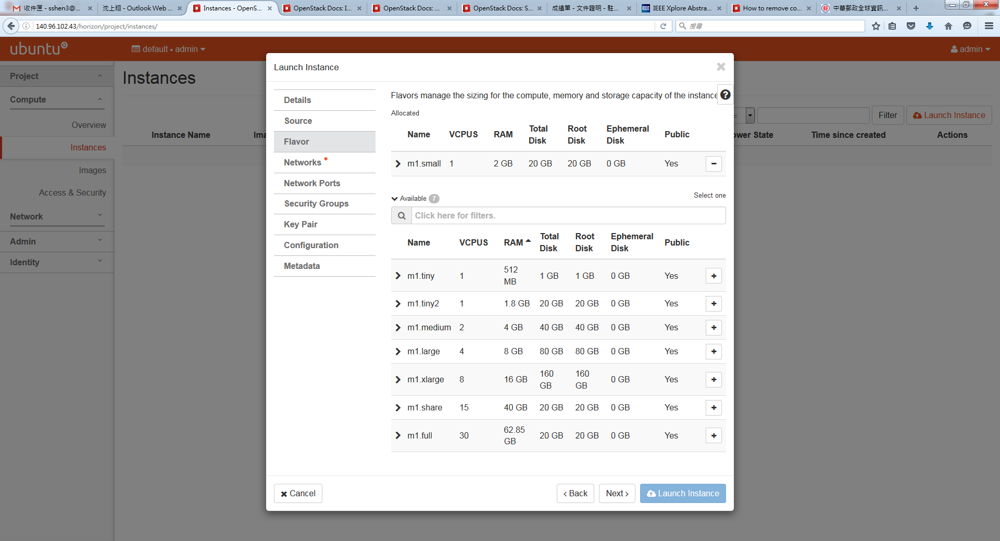 收件匣 - sshen3@...
沈上翔 - Outlook Web ...
Instances - OpenS...
OpenStack Docs: I...
OpenStack Docs: ...
OpenStack Docs: S...
成績單 - 文件證明 - 駐...
IEEE Xplore Abstra...
How to remove co...
中華郵政全球資訊...
140.96.102.43/horizon/project/instances/
搜尋
ubuntu
default • admin
admin
Project
Compute
Overview
Instances
Images
Access & Security
Network
Admin
Identity
Instances
=
Filter
Launch Instance
Instance Name
Ima
ower State
Time since created
Actions
Launch Instance
Details
Source
Flavor
Networks *
Network Ports
Security Groups
Key Pair
Configuration
Metadata
Flavors manage the sizing for the compute, memory and storage capacity of the instance
Allocated
Name VCPUS RAM Total Disk Root Disk Ephemeral Disk Public
m1.small 1 2 GB 20 GB 20 GB 0 GB Yes
Available 7
Select one
Click here for filters.
Name VCPUS RAM Total Disk Root Disk Ephemeral Disk Public
m1.tiny 1 512 MB 1 GB 1 GB 0 GB Yes
m1.tiny2 1 1.8 GB 20 GB 20 GB 0 GB Yes
m1.medium 2 4 GB 40 GB 40 GB 0 GB Yes
m1.large 4 8 GB 80 GB 80 GB 0 GB Yes
m1.xlarge 8 16 GB 160 GB 160 GB 0 GB Yes
m1.share 15 40 GB 20 GB 20 GB 0 GB Yes
m1.full 30 62.85 GB 20 GB 20 GB 0 GB Yes
Cancel
‹ Back
Next ›
Launch Instance